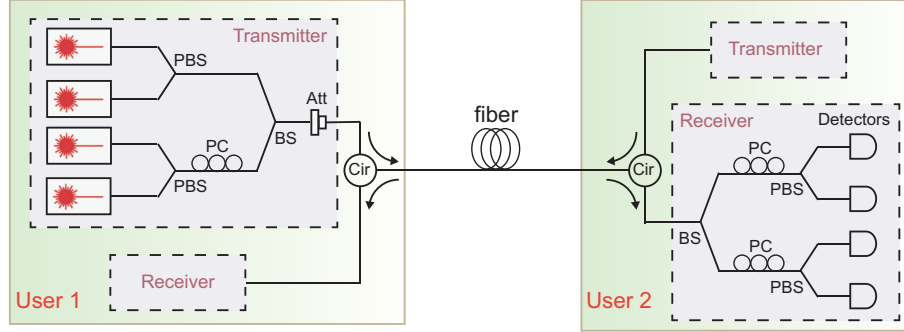 Transmitter
PBS
Att
PC
BS
PBS
Cir
Receiver
User 1
fiber
Transmitter
Cir
Receiver
Detectors
PC
PBS
BS
PC
PBS
User 2